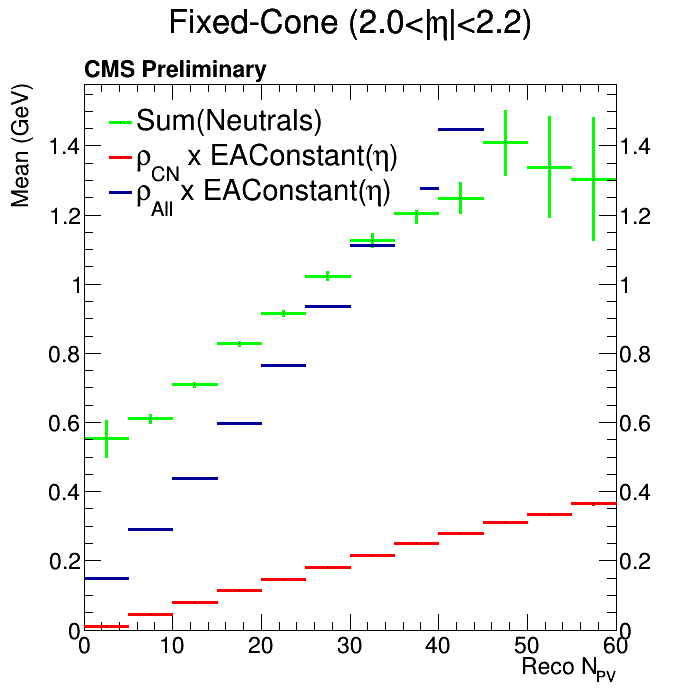 Fixed-Cone (2.0<|η|<2.2)
CMS Preliminary
Mean (GeV)
Sum(Neutrals)
ρCN x EAConstant(η)
ρAll x EAConstant(η)
1.4 1.4
1.2 1.2
1 1
0.8 0.8
0.6 0.6
0.4 0.4
0.2 0.2
0 0
0 10 20 30 40 50 60
Reco NPV